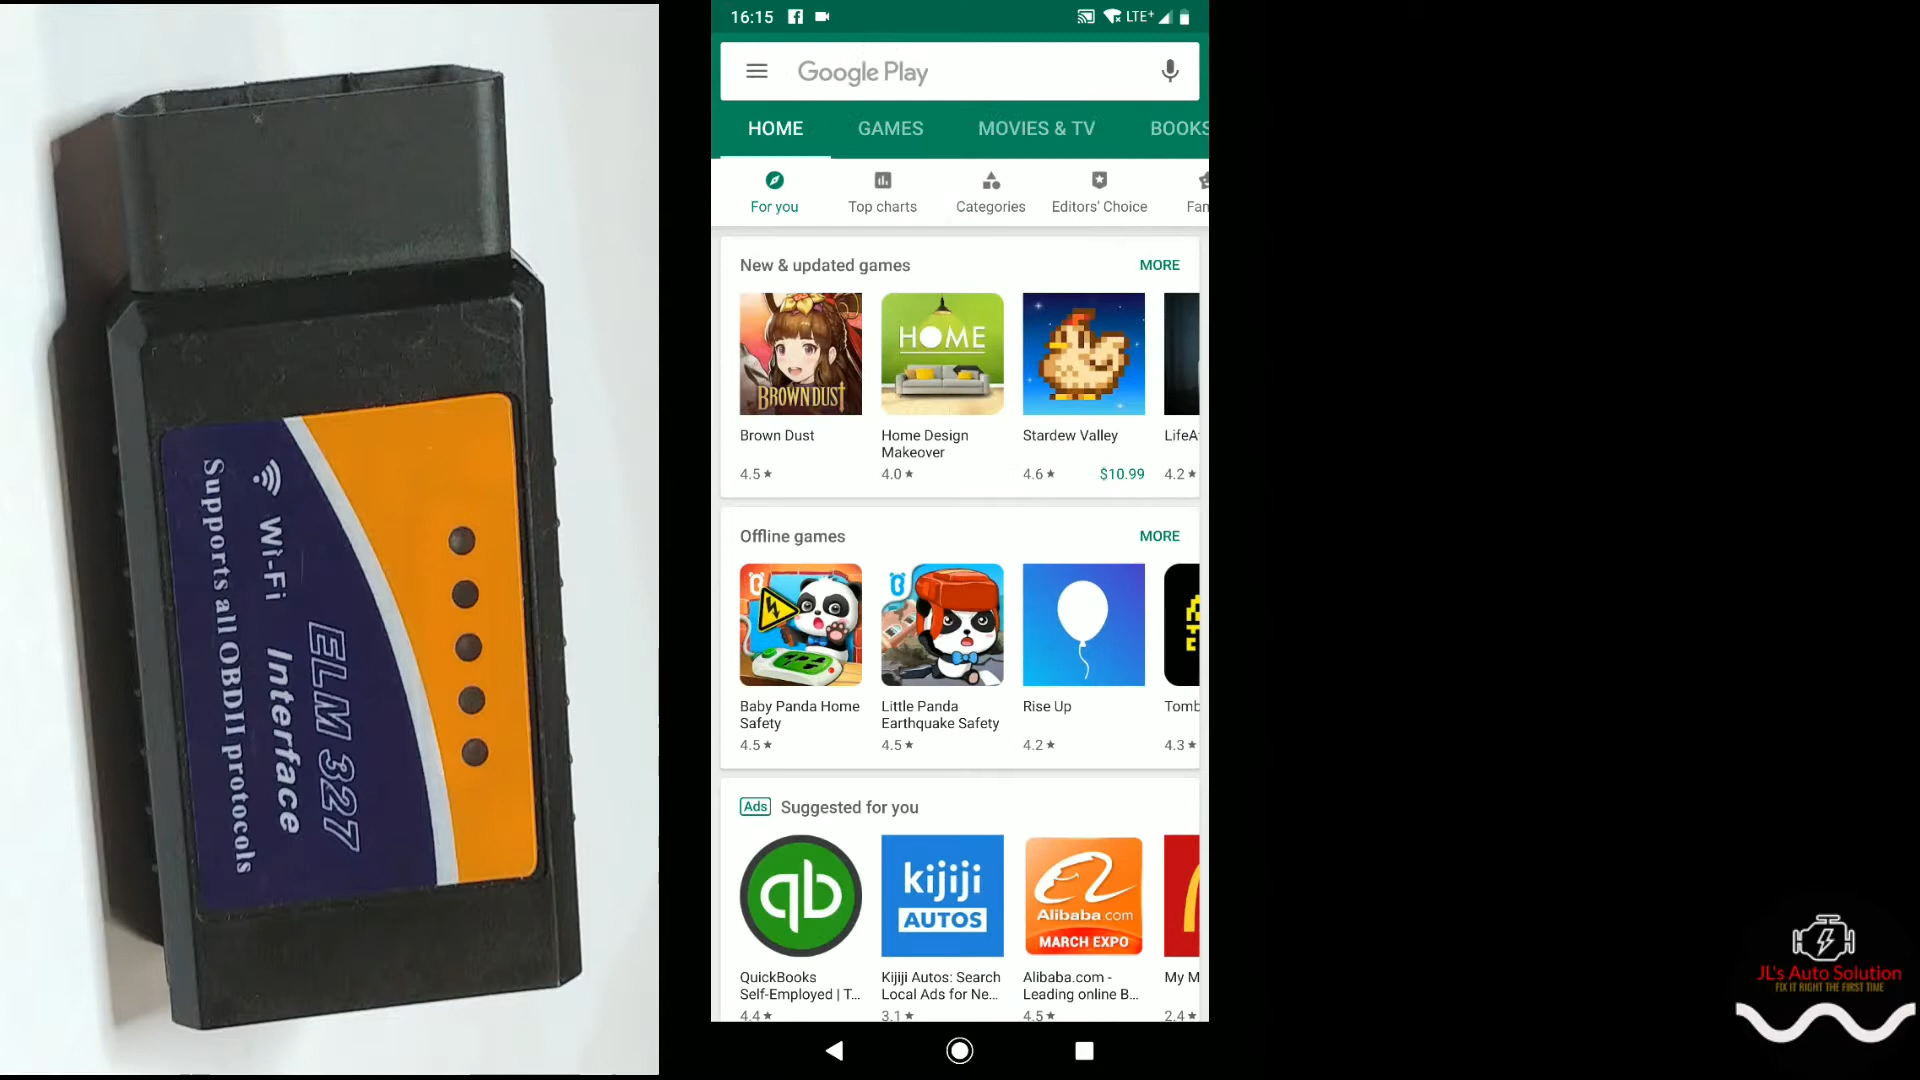 Wi-Fi
Supports all OBDII protocols
ELM 327
Interface
16:15
LTE+
Google Play
HOME
GAMES
MOVIES & TV
BOOKS
For you
Top charts
Categories
Editors' Choice
Fam
New & updated games
MORE
BROWN DUST
HOME
Brown Dust
Home Design
Makeover
Stardew Valley
LifeA
4.5★
4.0★
4.6★
$10.99
4.2★
Offline games
MORE
Baby Panda Home
Safety
Little Panda
Earthquake Safety
Rise Up
Tomb
4.5★
4.5★
4.2★
4.3★
Ads
Suggested for you
qb
kijiji
AUTOS
Alibaba.com
MARCH EXPO
QuickBooks
Self-Employed | T...
Kijiji Autos: Search
Local Ads for Ne...
Alibaba.com -
Leading online B...
My M
4.4★
3.1★
4.5★
2.4★
JL's Auto Solution
FIX IT RIGHT THE FIRST TIME